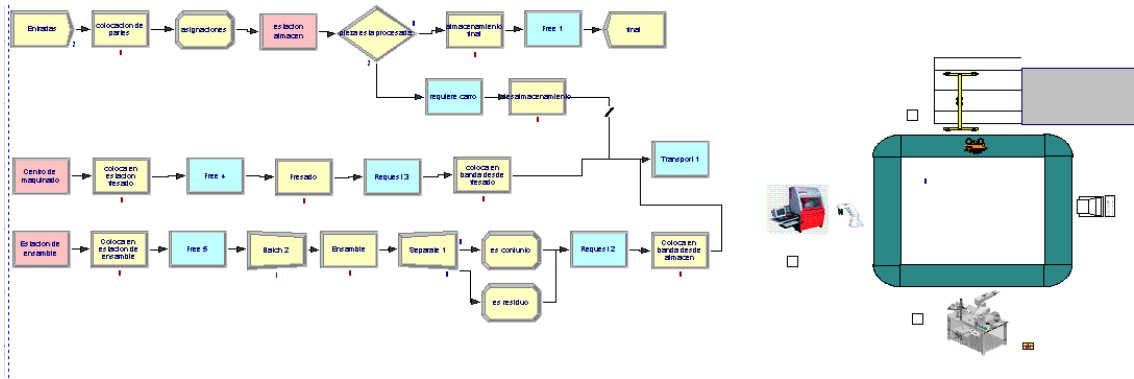 Entradas
colocacion de
partes
asignaciones
estacion
almacen
pieza es la procesada
almacenamiento
final
Free 1
final
2
requiere carro
desalmacenamiento
Centro de
maquinado
coloca en
estacion
fresado
Free 4
Fresado
Request 3
coloca en
banda desde
fresado
Transport 1
Estacion de
ensamble
Coloca en
estacion de
ensamble
Free 5
Batch 2
Ensamble
Separate 1
es conjunto
es residuo
Request 2
Coloca en
banda desde
almacen